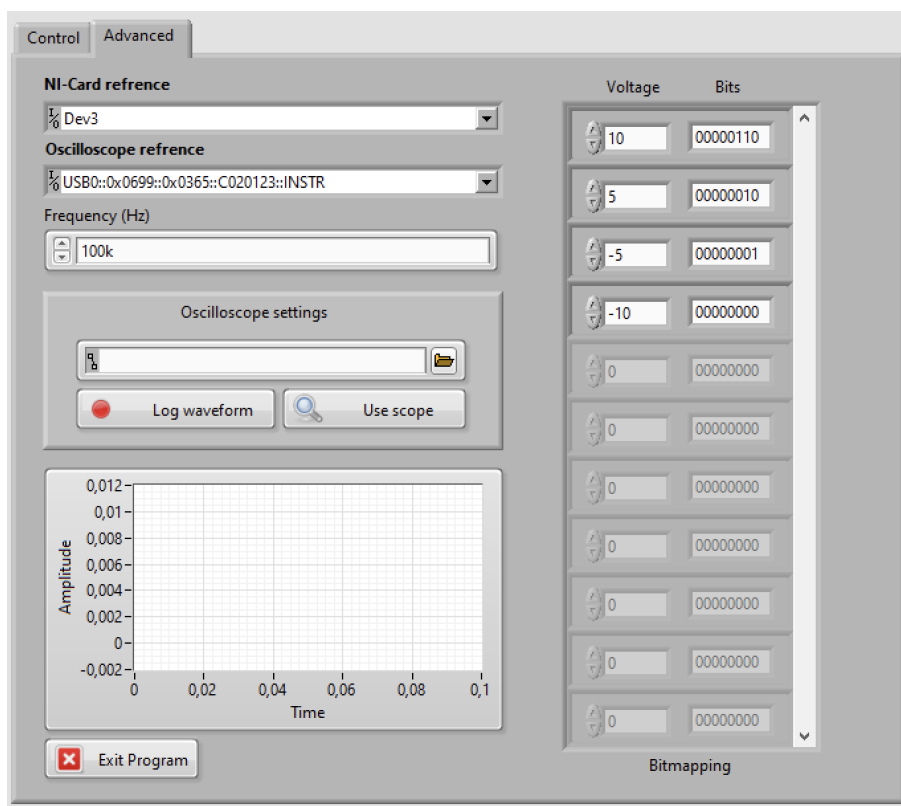 Control Advanced
NI-Card refrence
Dev3
Oscilloscope refrence
USB0::0x0699::0x0365::C020123::INSTR
Frequency (Hz)
100k
Oscilloscope settings
Log waveform Use scope
0,012
0,01
0,008
0,006
0,004
0,002
0
-0,002
Amplitude
0 0,02 0,04 0,06 0,08 0,1
Time
Exit Program
Voltage Bits
10 00000110
5 00000010
-5 00000001
-10 00000000
0 00000000
0 00000000
0 00000000
0 00000000
0 00000000
0 00000000
0 00000000
Bitmapping